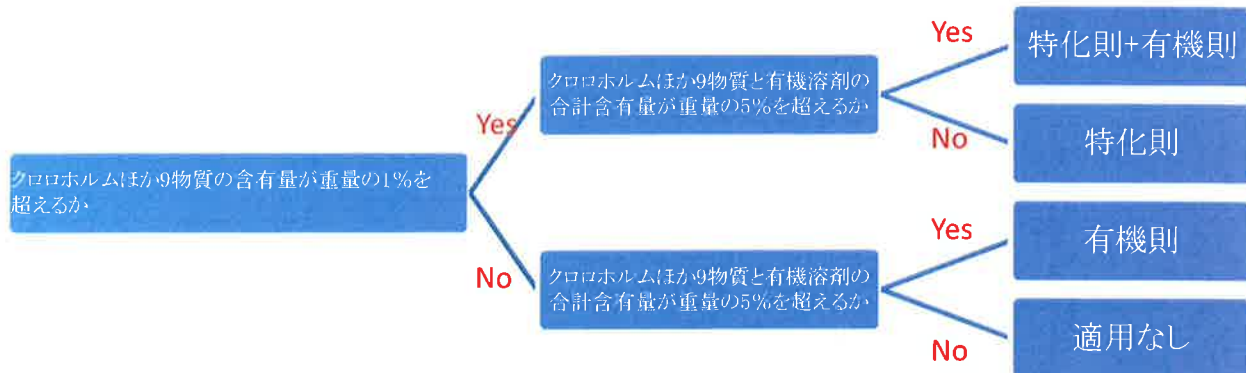 クロロホルムほか9物質の含有量が重量の1%を
超えるか
Yes
クロロホルムほか9物質と有機溶剤の
合計含有量が重量の5%を超えるか
Yes
特化則+有機則
No
特化則
No
クロロホルムほか9物質と有機溶剤の
合計含有量が重量の5%を超えるか
Yes
有機則
No
適用なし